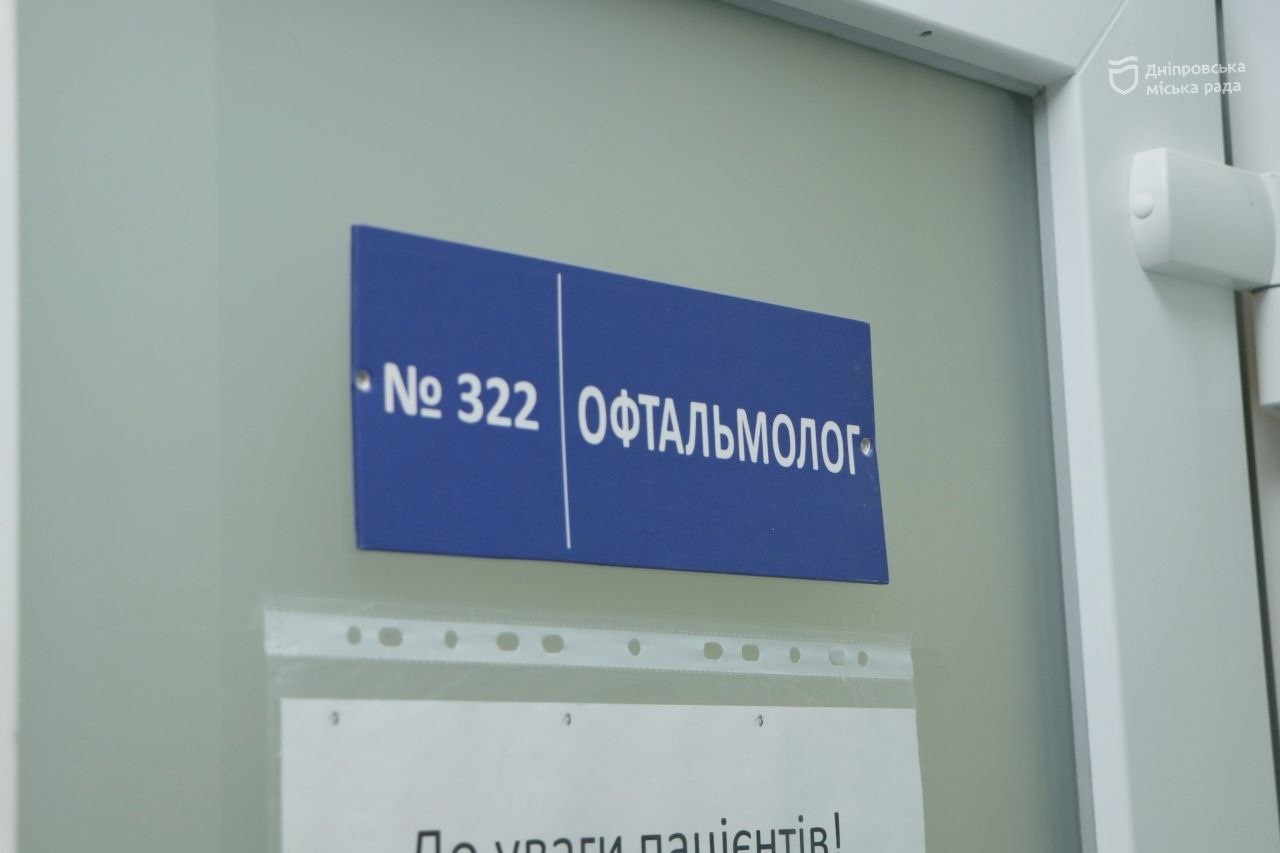 Дніпровська
міська рада
№ 322
ОФТАЛЬМОЛОГ
До уваги пацієнтів!